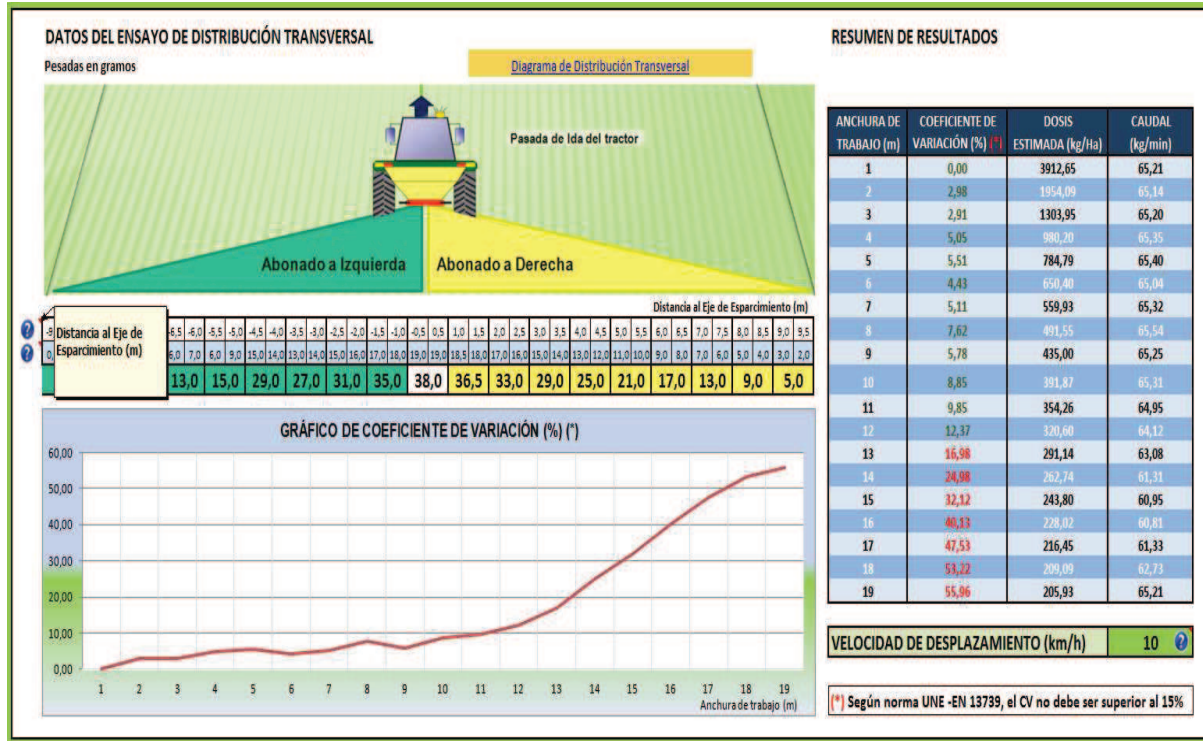 DATOS DEL ENSAYO DE DISTRIBUCIÓN TRANSVERSAL
Pesadas en gramos
Diagrama de Distribución Transversal
Pasada de Ida del tractor
Abonado a Izquierda
Abonado a Derecha
Distancia al Eje de Esparcimiento (m)
-6,5 -6,0 -5,5 -5,0 -4,5 -4,0 -3,5 -3,0 -2,5 -2,0 -1,5 -1,0 -0,5 0,5 1,0 1,5 2,0 2,5 3,0 3,5 4,0 4,5 5,0 5,5 6,0 6,5 7,0 7,5 8,0 8,5 9,0 9,5
Distancia al Eje de
Esparcimiento (m)
6,0 7,0 6,0 9,0 15,0 14,0 13,0 14,0 15,0 16,0 17,0 18,0 19,0 19,0 18,5 18,0 17,0 16,0 15,0 14,0 13,0 12,0 11,0 10,0 9,0 8,0 7,0 6,0 5,0 4,0 3,0 2,0
13,0 15,0 29,0 27,0 31,0 35,0 38,0 36,5 33,0 29,0 25,0 21,0 17,0 13,0 9,0 5,0
GRÁFICO DE COEFICIENTE DE VARIACIÓN (%) (*)
60,00
50,00
40,00
30,00
20,00
10,00
0,00
1 2 3 4 5 6 7 8 9 10 11 12 13 14 15 16 17 18 19
Anchura de trabajo (m)
RESUMEN DE RESULTADOS
ANCHURA DE TRABAJO (m) COEFICIENTE DE VARIACIÓN (%) (*) DOSIS ESTIMADA (kg/Ha) CAUDAL (kg/min)
1 0,00 3912,65 65,21
2 2,98 1954,09 65,14
3 2,91 1303,95 65,20
4 5,05 980,20 65,35
5 5,51 784,79 65,40
6 4,43 650,40 65,04
7 5,11 559,93 65,32
8 7,62 491,55 65,54
9 5,78 435,00 65,25
10 8,85 391,87 65,31
11 9,85 354,26 64,95
12 12,37 320,60 64,12
13 16,98 291,14 63,08
14 24,98 262,74 61,31
15 32,12 243,80 60,95
16 40,13 228,02 60,81
17 47,53 216,45 61,33
18 53,22 209,09 62,73
19 55,96 205,93 65,21
VELOCIDAD DE DESPLAZAMIENTO (km/h) 10 ?
(*) Según norma UNE -EN 13739, el CV no debe ser superior al 15%